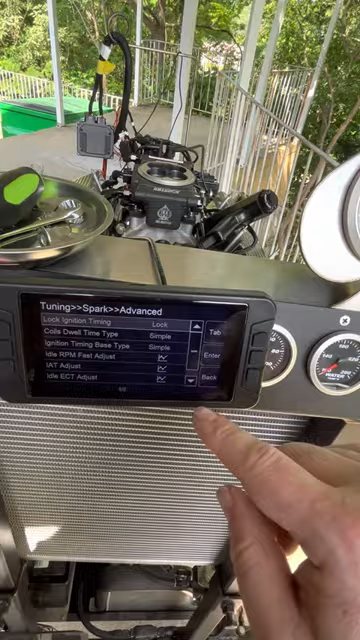 Tuning>>Spark>>Advanced
Lock Ignition Timing Lock
Coils Dwell Time Type Simple
Ignition Timing Base Type Simple
Idle RPM Fast Adjust
IAT Adjust
Idle ECT Adjust
Tab
Enter
Back
WATER